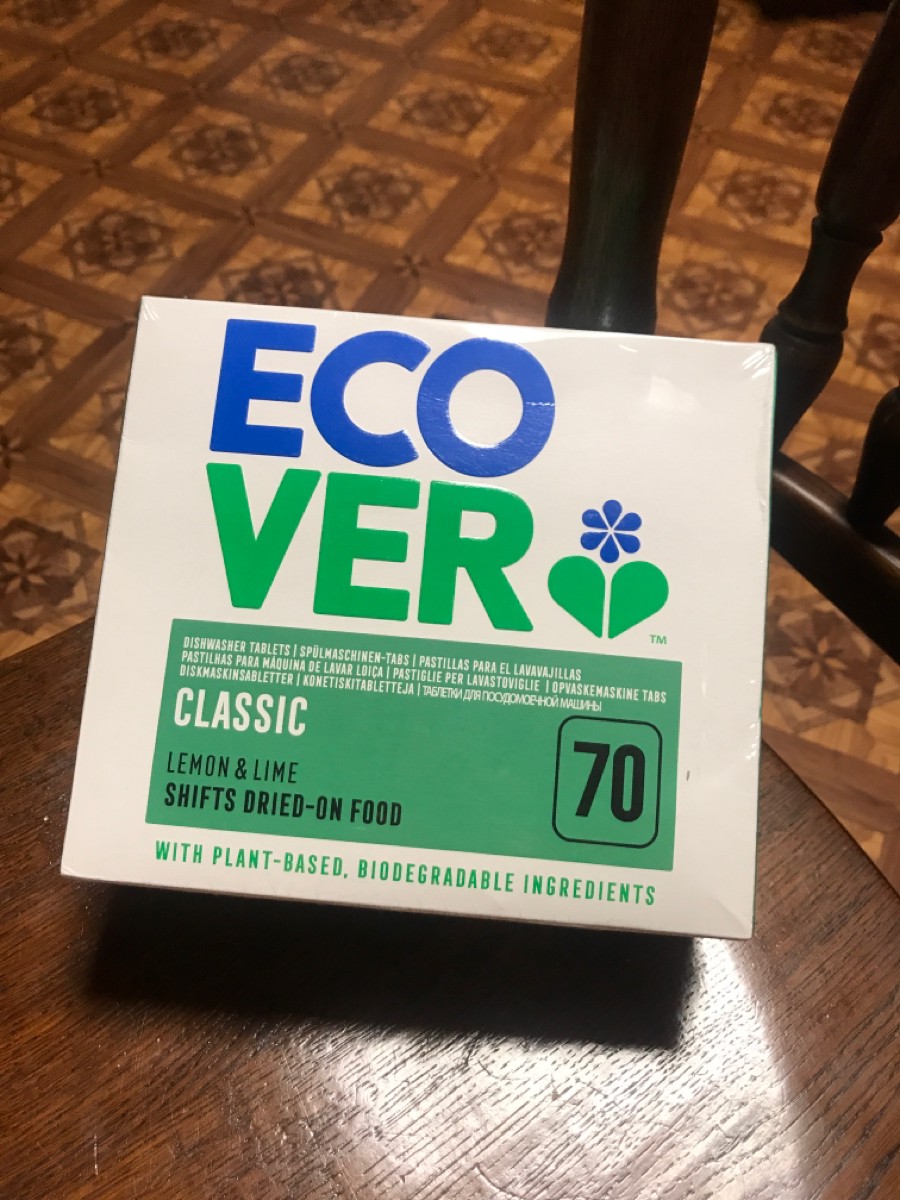 ECO
VER
TM
DISHWASHER TABLETS | SPÜLMASCHINEN-TABS | PASTILLAS PARA EL LAVAVAJILLAS
PASTILHAS PARA MÁQUINA DE LAVAR LOIÇA | PASTIGLIE PER LAVASTOVIGLIE | OPVASKEMASKINE TABS
DISKMASKINSABLETTER | KONETISKITABLETTEJA | ТАБЛЕТКИ ДЛЯ ПОСУДОМОЕЧНОЙ МАШИНЫ
CLASSIC
70
LEMON & LIME
SHIFTS DRIED-ON FOOD
WITH PLANT-BASED, BIODEGRADABLE INGREDIENTS